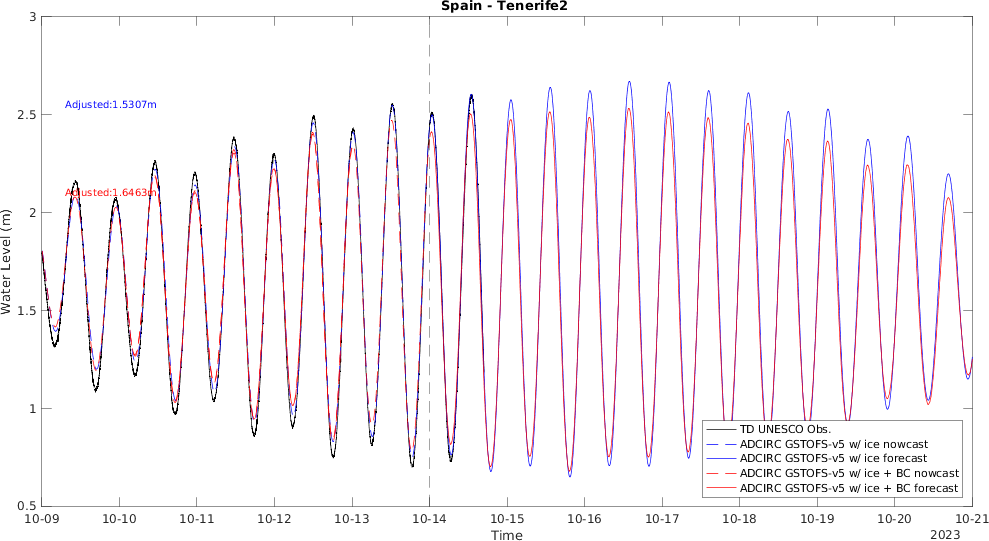 Spain - Tenerife2
3
2.5
2
1.5
1
0.5
Water Level (m)
Adjusted:1.5307m
Adjusted:1.6463m
TD UNESCO Obs.
ADCIRC GSTOFS-v5 w/ ice nowcast
ADCIRC GSTOFS-v5 w/ ice forecast
ADCIRC GSTOFS-v5 w/ ice + BC nowcast
ADCIRC GSTOFS-v5 w/ ice + BC forecast
10-09 10-10 10-11 10-12 10-13 10-14 10-15 10-16 10-17 10-18 10-19 10-20 10-21
Time
2023